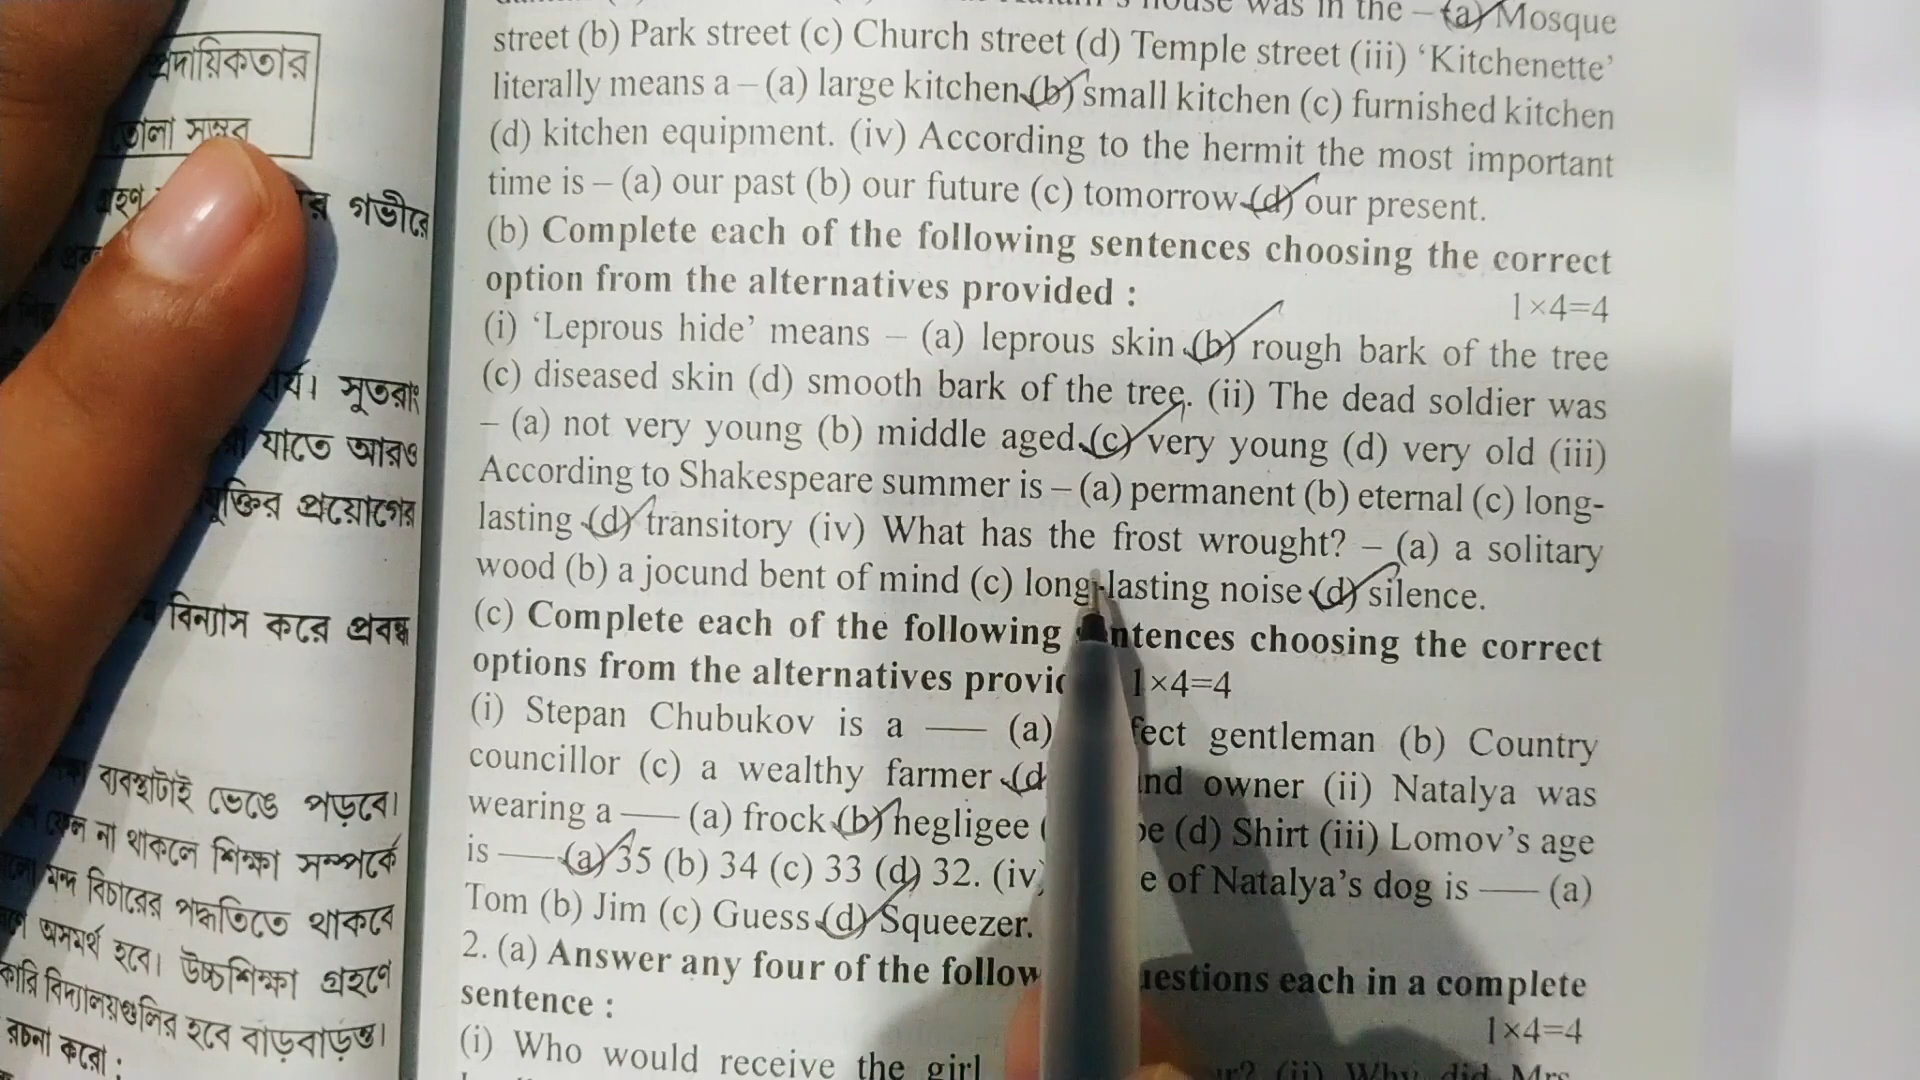 প্রদায়িকতার
তোলা সম্ভব
গ্রহণ র গভীরে
র্য। সুতরাং
যাতে আরও
যুক্তির প্রয়োগের
বিন্যাস করে প্রবন্ধ
ব্যবস্থাটাই ভেঙে পড়বে।
ফেল না থাকলে শিক্ষা সম্পর্কে
মন্দ বিচারের পদ্ধতিতে থাকবে
অসমর্থ হবে। উচ্চশিক্ষা গ্রহণে
বিদ্যালয়গুলির হবে বাড়বাড়ন্ত।
রচনা করো :
house was in the – (a) Mosque
street (b) Park street (c) Church street (d) Temple street (iii) ‘Kitchenette’
literally means a – (a) large kitchen (b) small kitchen (c) furnished kitchen
(d) kitchen equipment. (iv) According to the hermit the most important
time is – (a) our past (b) our future (c) tomorrow (d) our present.
(b) Complete each of the following sentences choosing the correct
option from the alternatives provided : 1×4=4
(i) ‘Leprous hide’ means – (a) leprous skin (b) rough bark of the tree
(c) diseased skin (d) smooth bark of the tree. (ii) The dead soldier was
– (a) not very young (b) middle aged (c) very young (d) very old (iii)
According to Shakespeare summer is – (a) permanent (b) eternal (c) long-
lasting (d) transitory (iv) What has the frost wrought? – (a) a solitary
wood (b) a jocund bent of mind (c) long-lasting noise (d) silence.
(c) Complete each of the following ntences choosing the correct
options from the alternatives provid 1×4=4
(i) Stepan Chubukov is a — (a) fect gentleman (b) Country
councillor (c) a wealthy farmer (d nd owner (ii) Natalya was
wearing a — (a) frock (b) negligee ( be (d) Shirt (iii) Lomov’s age
is — (a) 35 (b) 34 (c) 33 (d) 32. (iv) e of Natalya’s dog is — (a)
Tom (b) Jim (c) Guess (d) Squeezer.
2. (a) Answer any four of the follow uestions each in a complete
sentence : 1×4=4
(i) Who would receive the girl ur? (ii) Why did Mrs